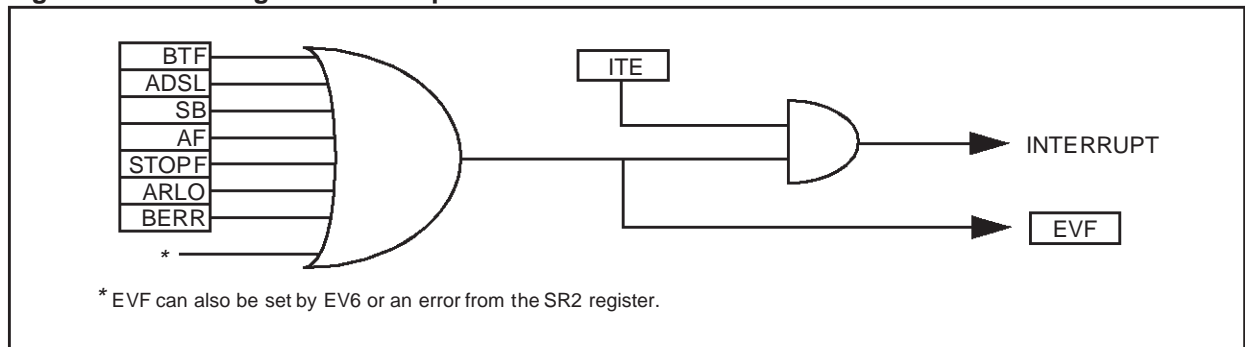 BTF
ADSL
SB
AF
STOPF
ARLO
BERR
*
ITE
INTERRUPT
EVF
* EVF can also be set by EV6 or an error from the SR2 register.